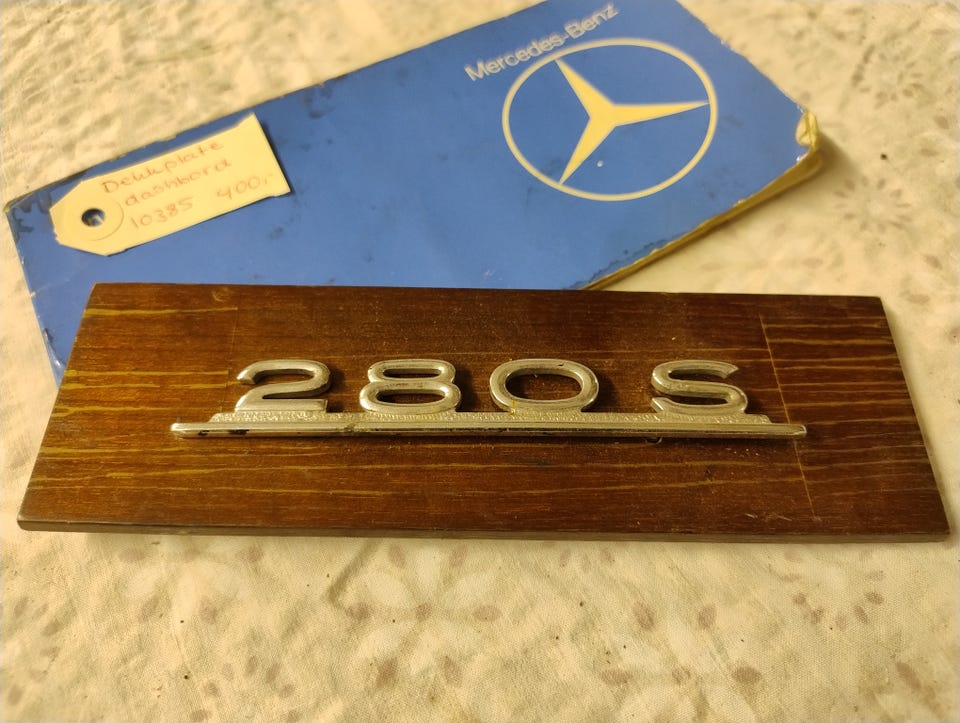 Mercedes-Benz
Dekkplate
dashbord
10385 400,-
280 S